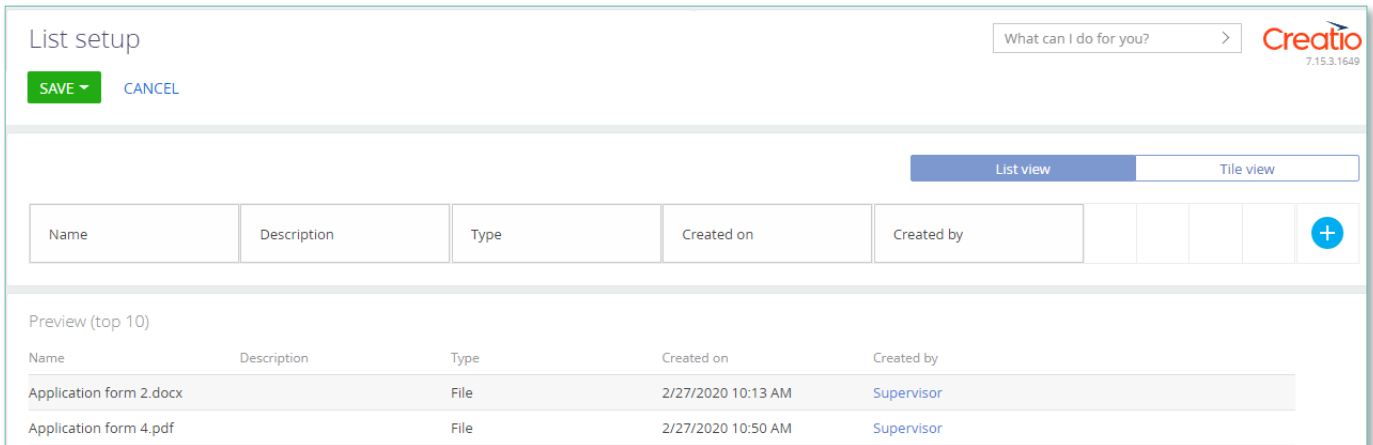 List setup
What can I do for you?
Creatio
7.15.3.1649
SAVE
CANCEL
List view Tile view
Name Description Type Created on Created by
Preview (top 10)
Name Description Type Created on Created by
Application form 2.docx File 2/27/2020 10:13 AM Supervisor
Application form 4.pdf File 2/27/2020 10:50 AM Supervisor